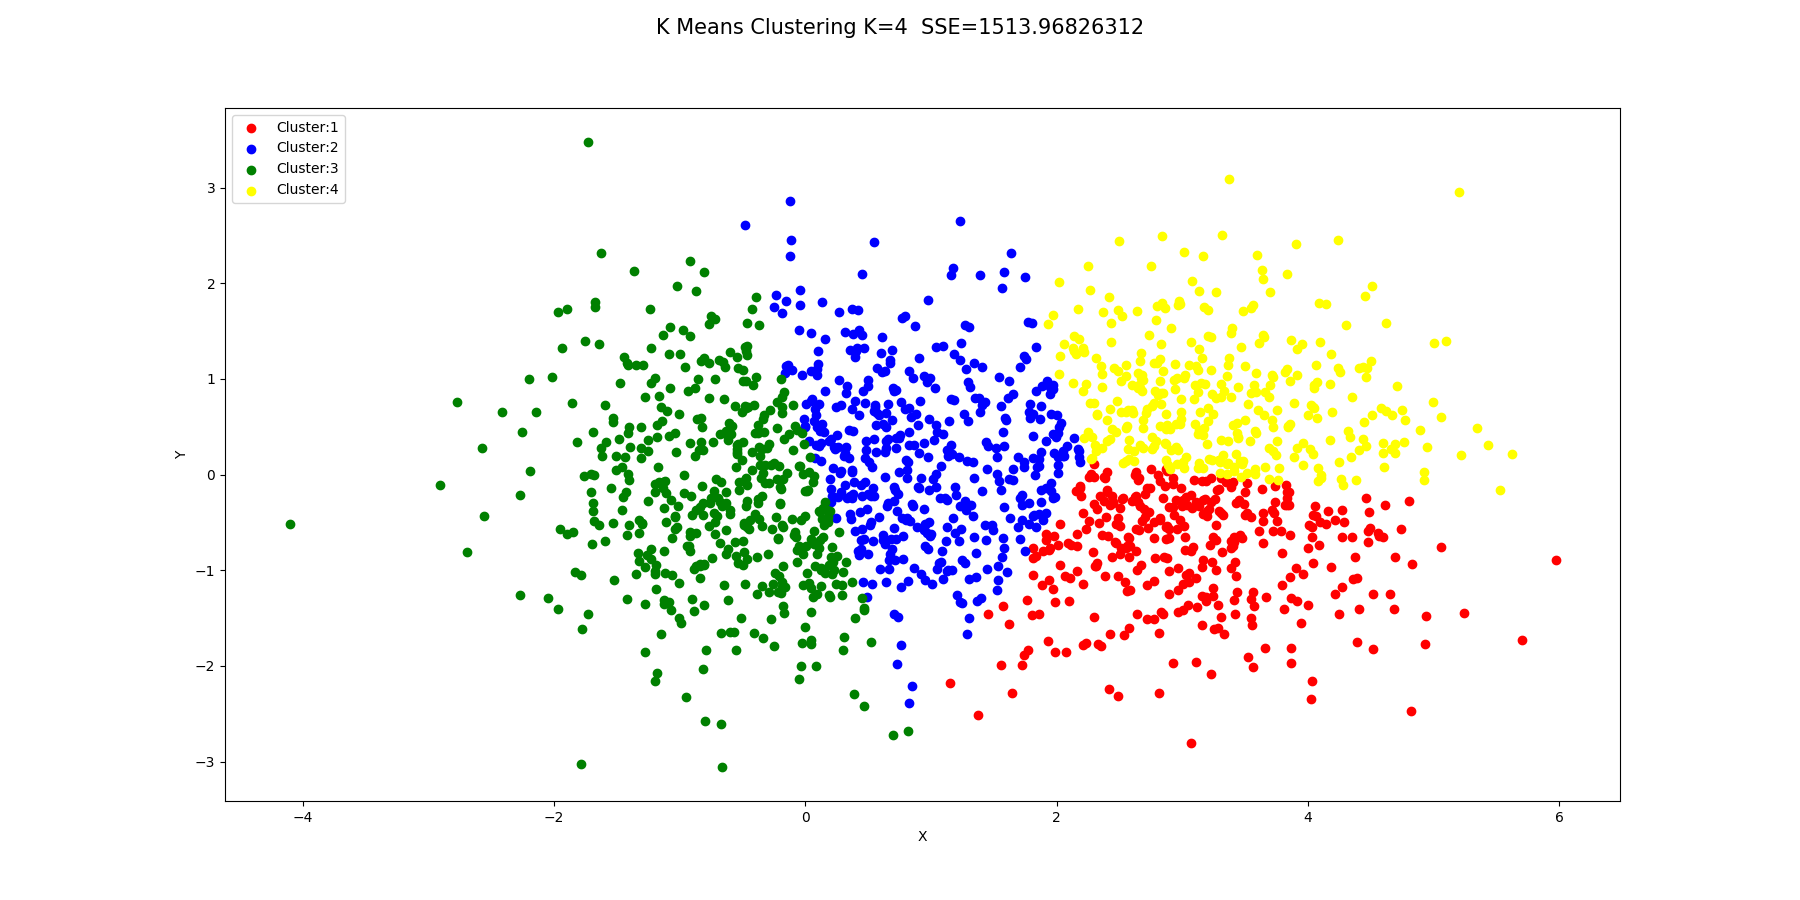 K Means Clustering K=4  SSE=1513.96826312
Cluster:1
Cluster:2
Cluster:3
Cluster:4
3
2
1
0
−1
−2
−3
Y
−4
−2
0
2
4
6
X